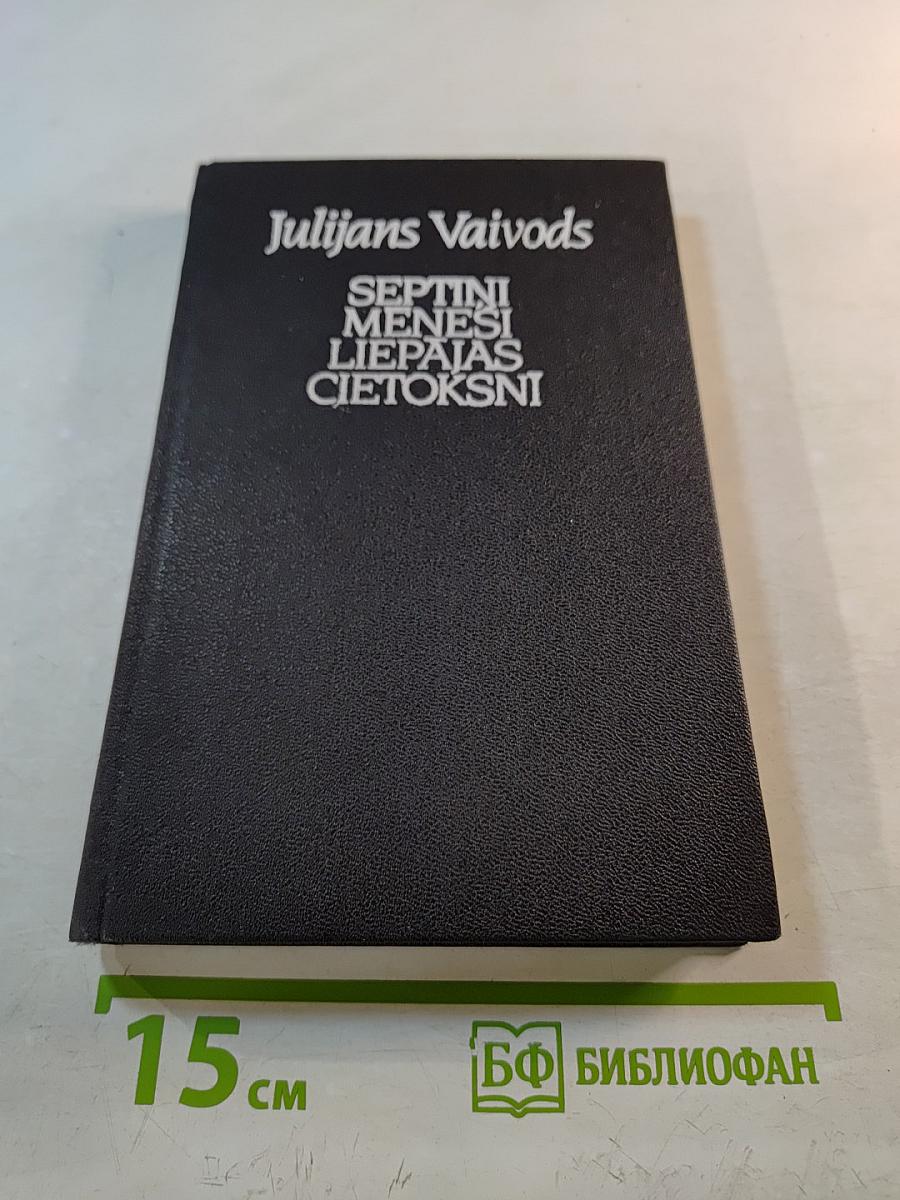 Julijans Vaivods
SEPTIŅI
MĒNEŠI
LIEPĀJAS
CIETOKSNĪ
15 см
БФ БИБЛИОФАН